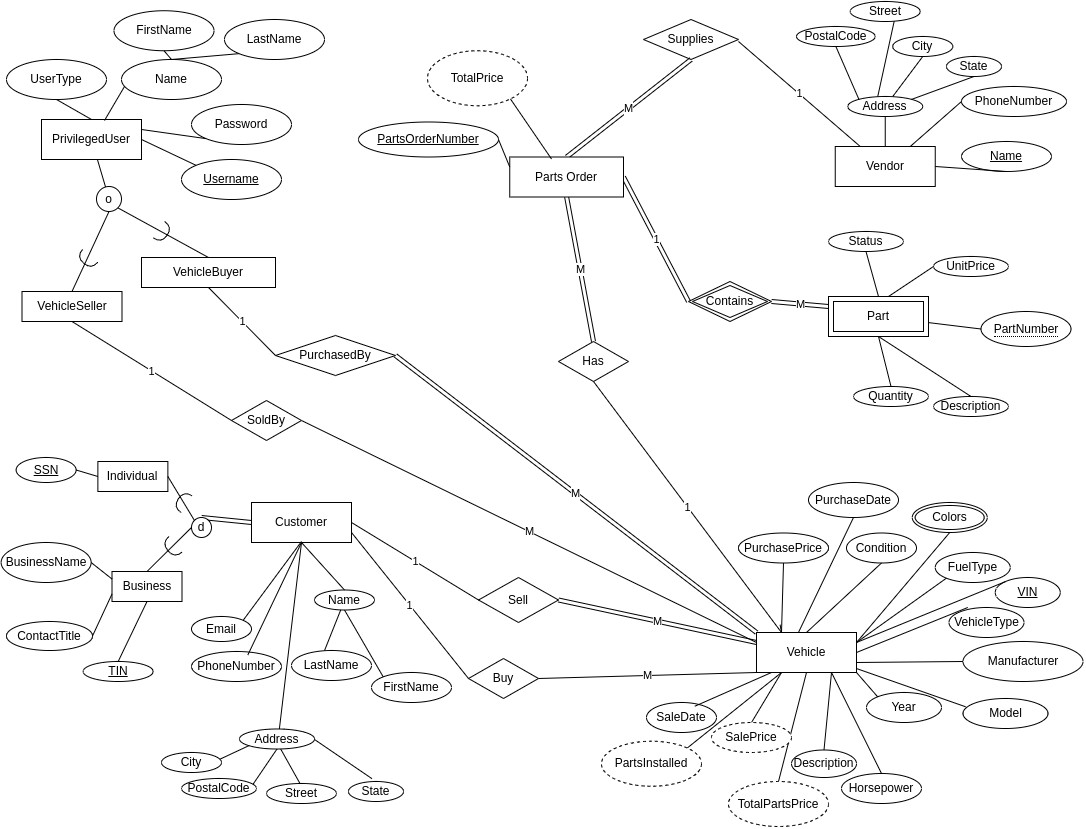 Street
FirstName
PostalCode
LastName
Supplies
City
State
UserType
Name
TotalPrice
1
PhoneNumber
Address
M
Password
PrivilegedUser
PartsOrderNumber
Name
Vendor
Username
Parts Order
o
1
Status
M
UnitPrice
VehicleBuyer
VehicleSeller
Contains
M
Part
PartNumber
1
PurchasedBy
Has
1
Quantity
Description
SoldBy
SSN
Individual
M
PurchaseDate
1
Colors
d
Customer
M
PurchasePrice
Condition
BusinessName
1
FuelType
Business
VIN
Name
1
Sell
M
VehicleType
Email
ContactTitle
Vehicle
Manufacturer
PhoneNumber
LastName
TIN
Buy
M
FirstName
Year
Model
SaleDate
SalePrice
Address
City
PartsInstalled
Description
PostalCode
Street
State
Horsepower
TotalPartsPrice